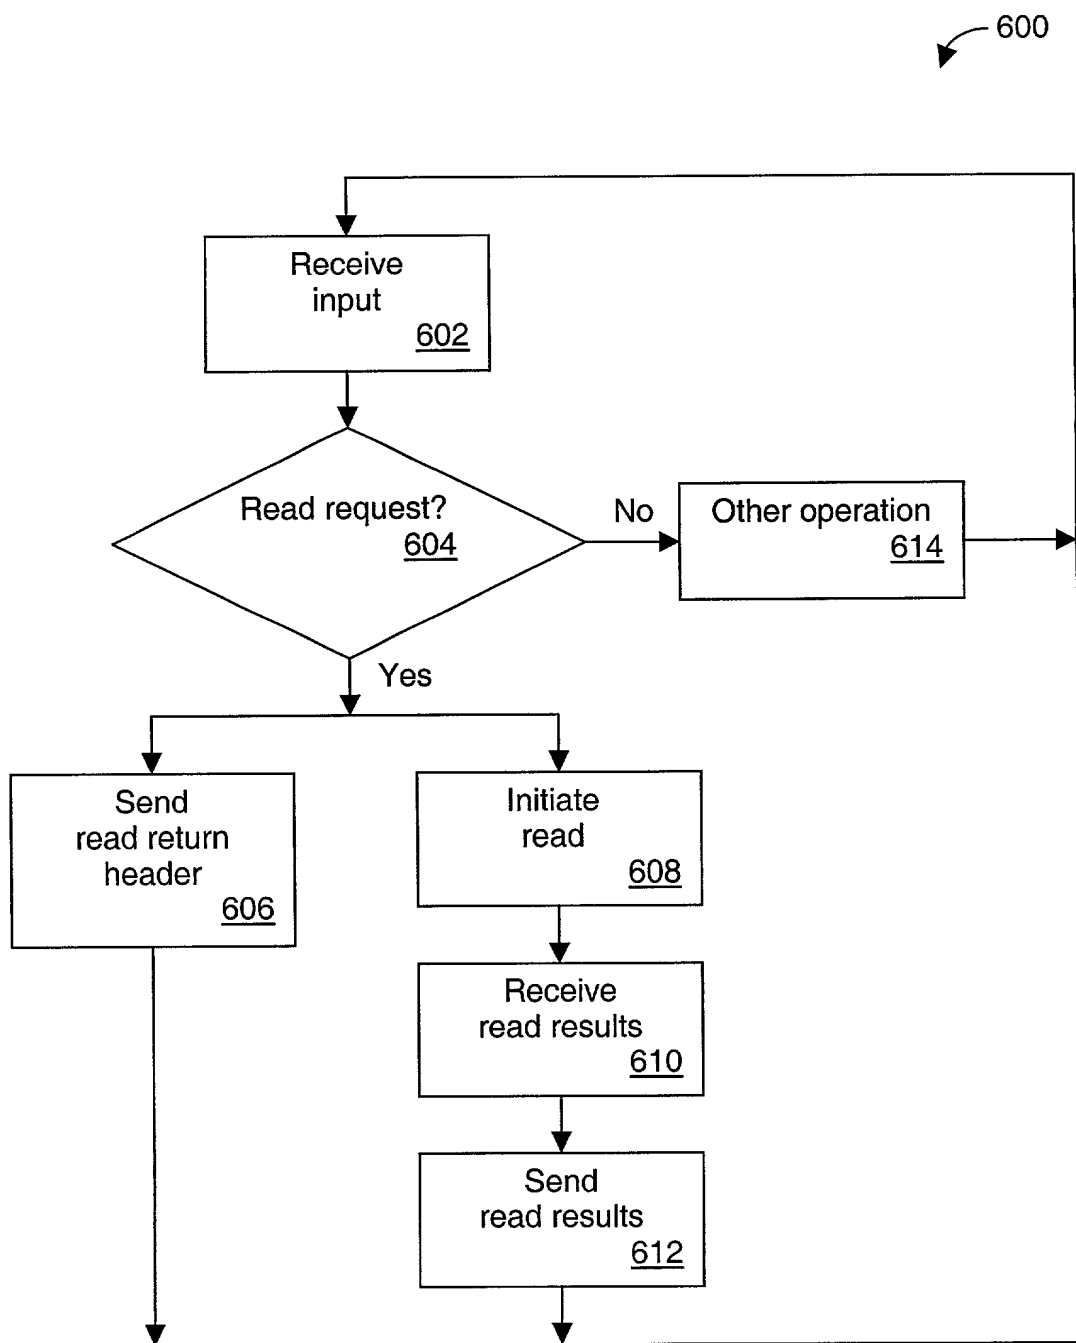 600
Receive
input
602
Read request?
604
No
Other operation
614
Yes
Send
read return
header
606
Initiate
read
608
Receive
read results
610
Send
read results
612